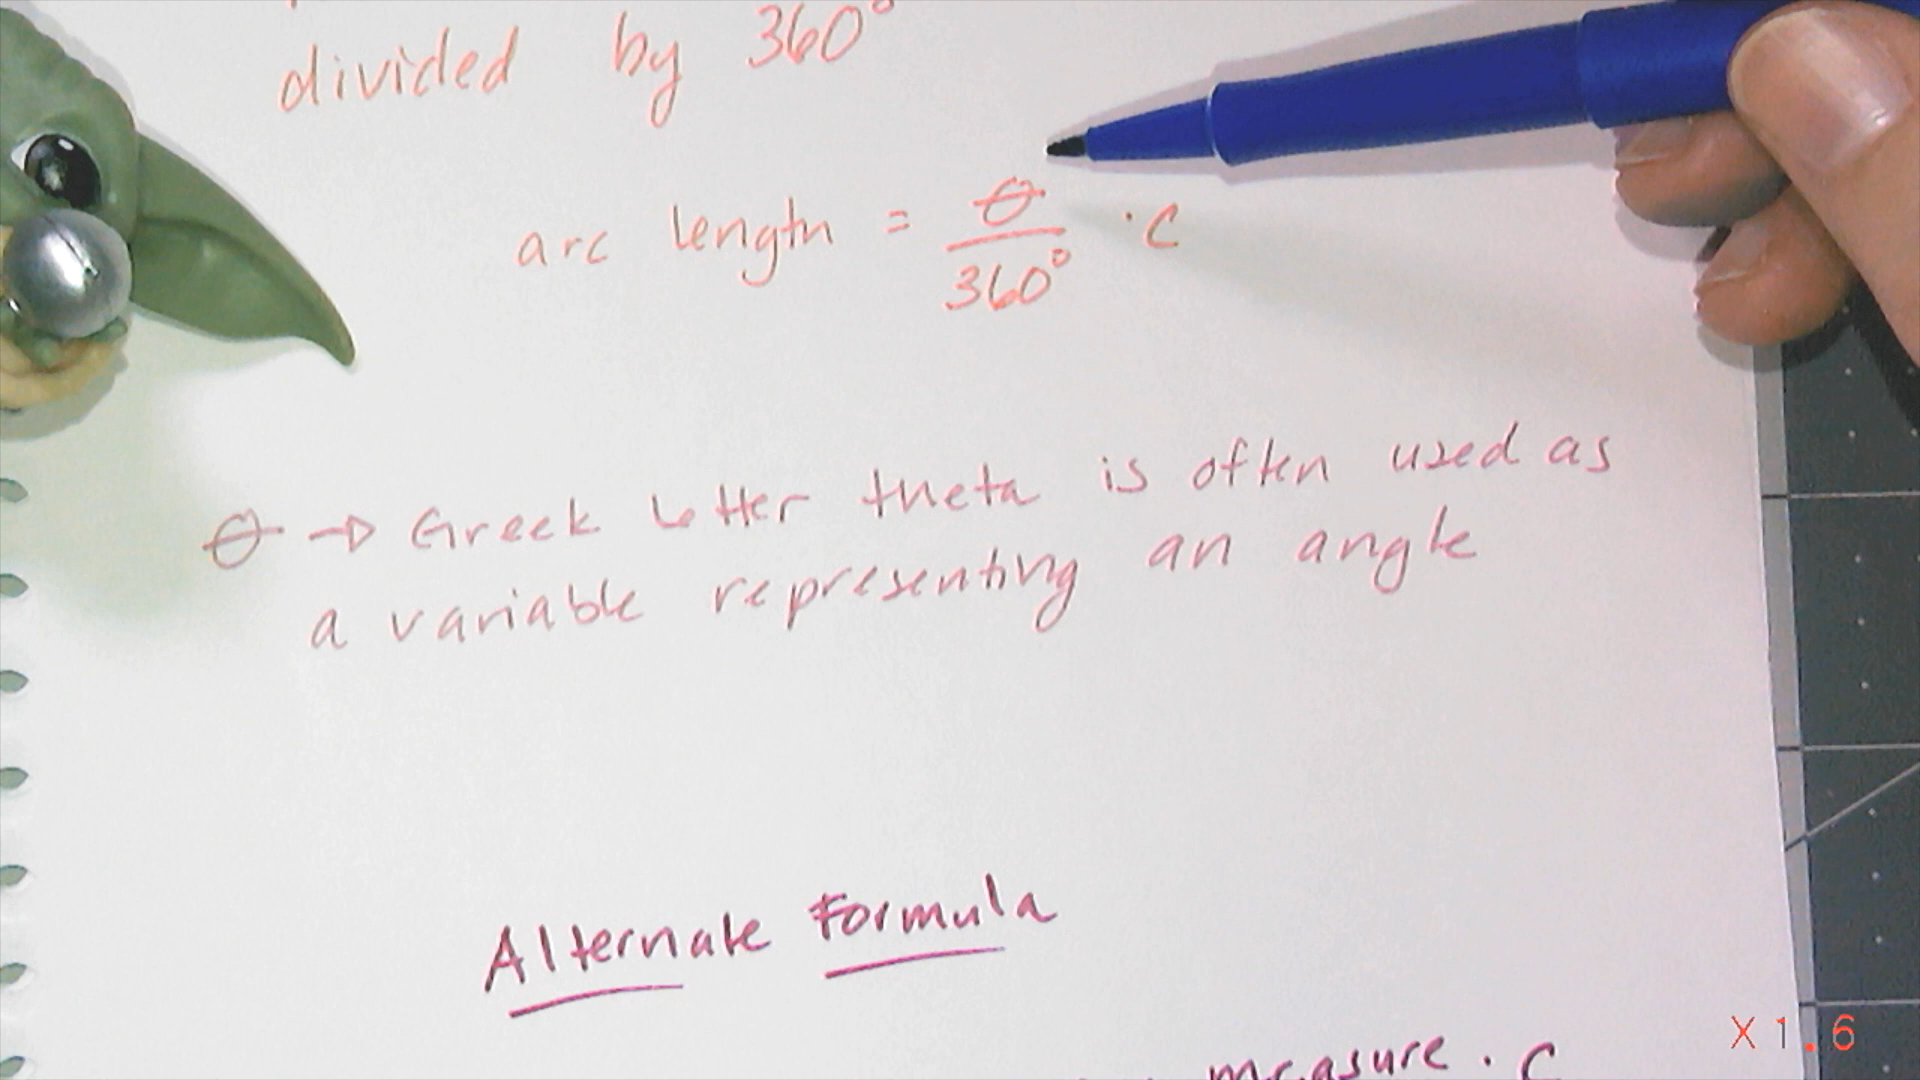 divided by 360°
arc length = θ/360° · C
θ → Greek letter theta is often used as
a variable representing an angle
Alternate Formula
measure · C
X1.6